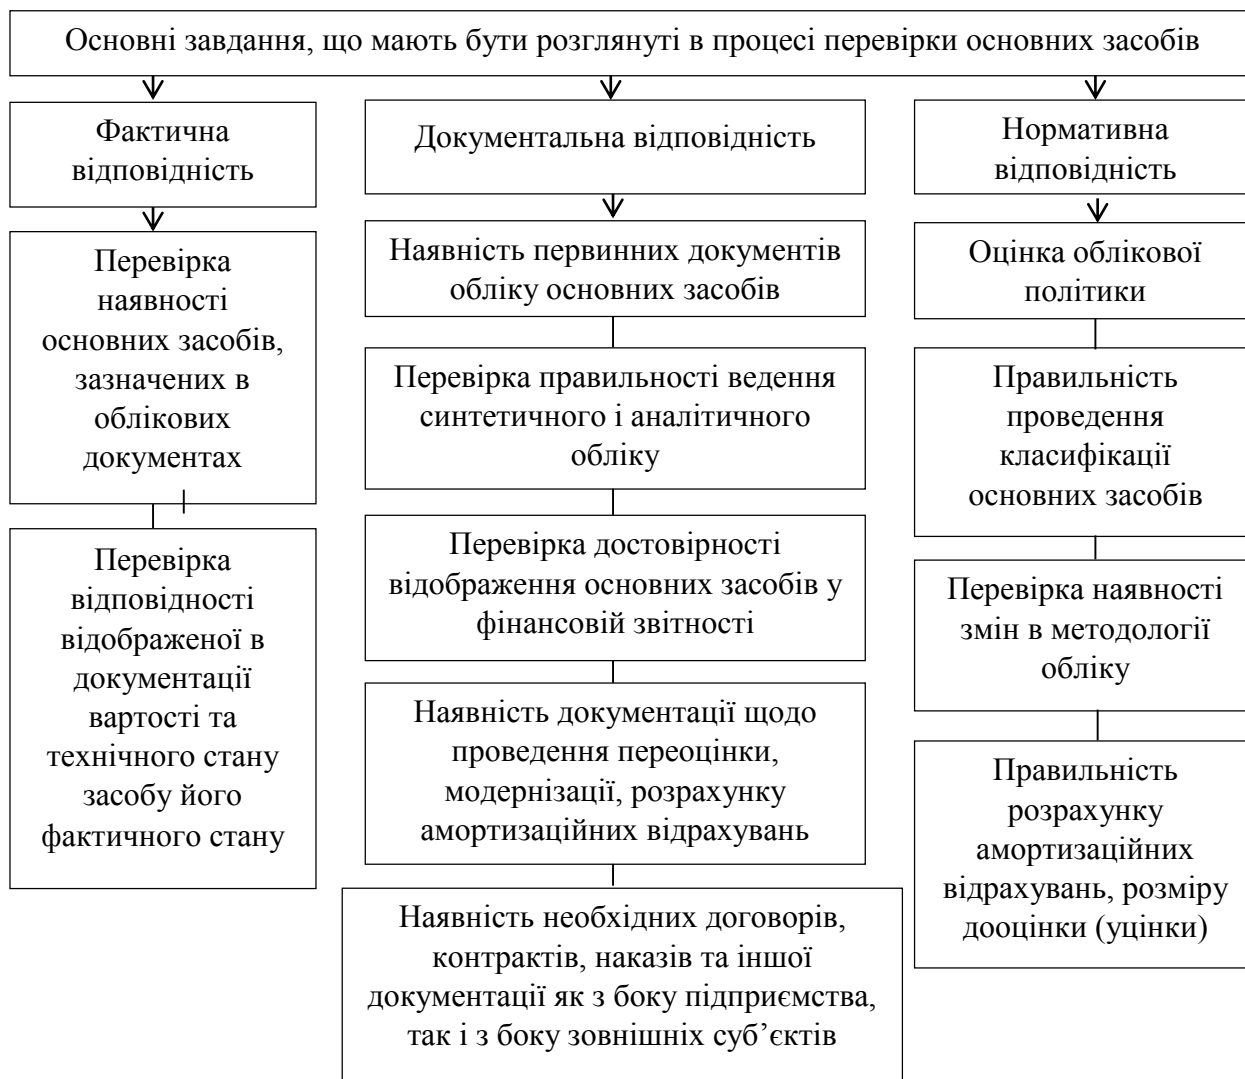 Основні завдання, що мають бути розглянуті в процесі перевірки основних засобів
Фактична
відповідність
Перевірка
наявності
основних засобів,
зазначених в
облікових
документах
Перевірка
відповідності
відображеної в
документації
вартості та
технічного стану
засобу його
фактичного стану
Документальна відповідність
Наявність первинних документів
обліку основних засобів
Перевірка правильності ведення
синтетичного і аналітичного
обліку
Перевірка достовірності
відображення основних засобів у
фінансовій звітності
Наявність документації щодо
проведення переоцінки,
модернізації, розрахунку
амортизаційних відрахувань
Наявність необхідних договорів,
контрактів, наказів та іншої
документації як з боку підприємства,
так і з боку зовнішніх суб’єктів
Нормативна
відповідність
Оцінка облікової
політики
Правильність
проведення
класифікації
основних засобів
Перевірка наявності
змін в методології
обліку
Правильність
розрахунку
амортизаційних
відрахувань, розміру
дооцінки (уцінки)